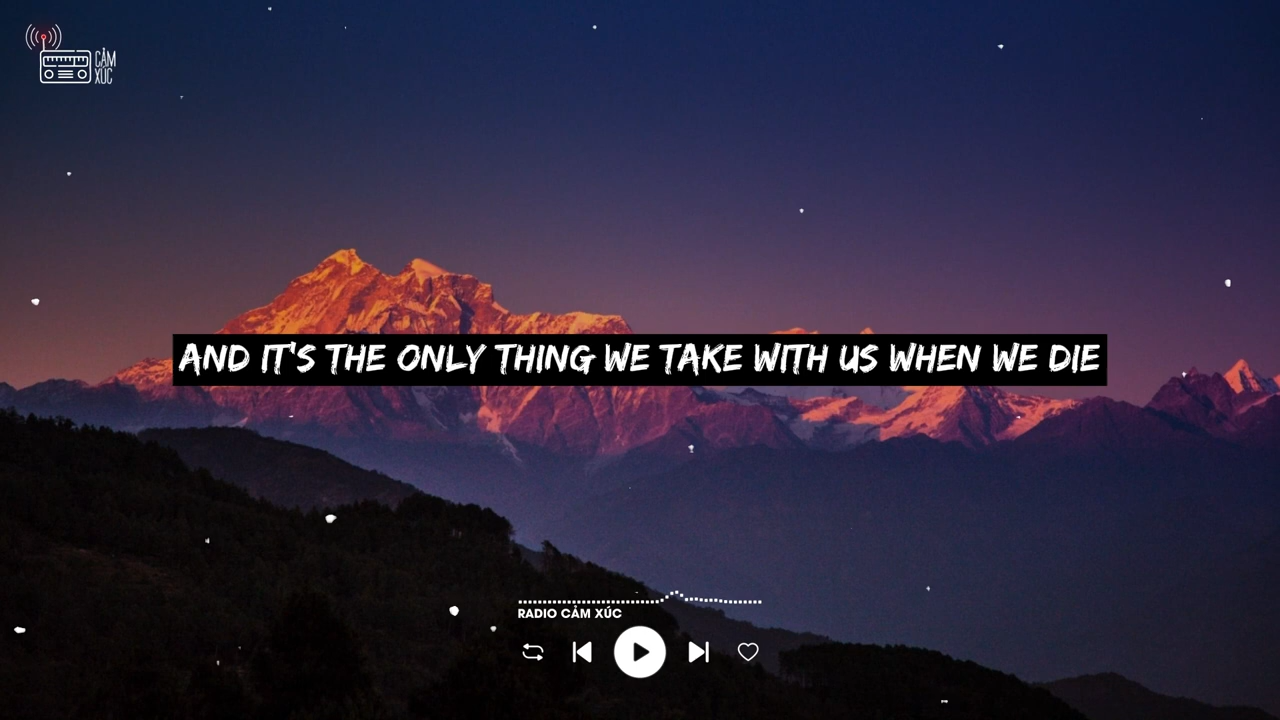 CẢM
XÚC
AND IT'S THE ONLY THING WE TAKE WITH US WHEN WE DIE
RADIO CẢM XÚC